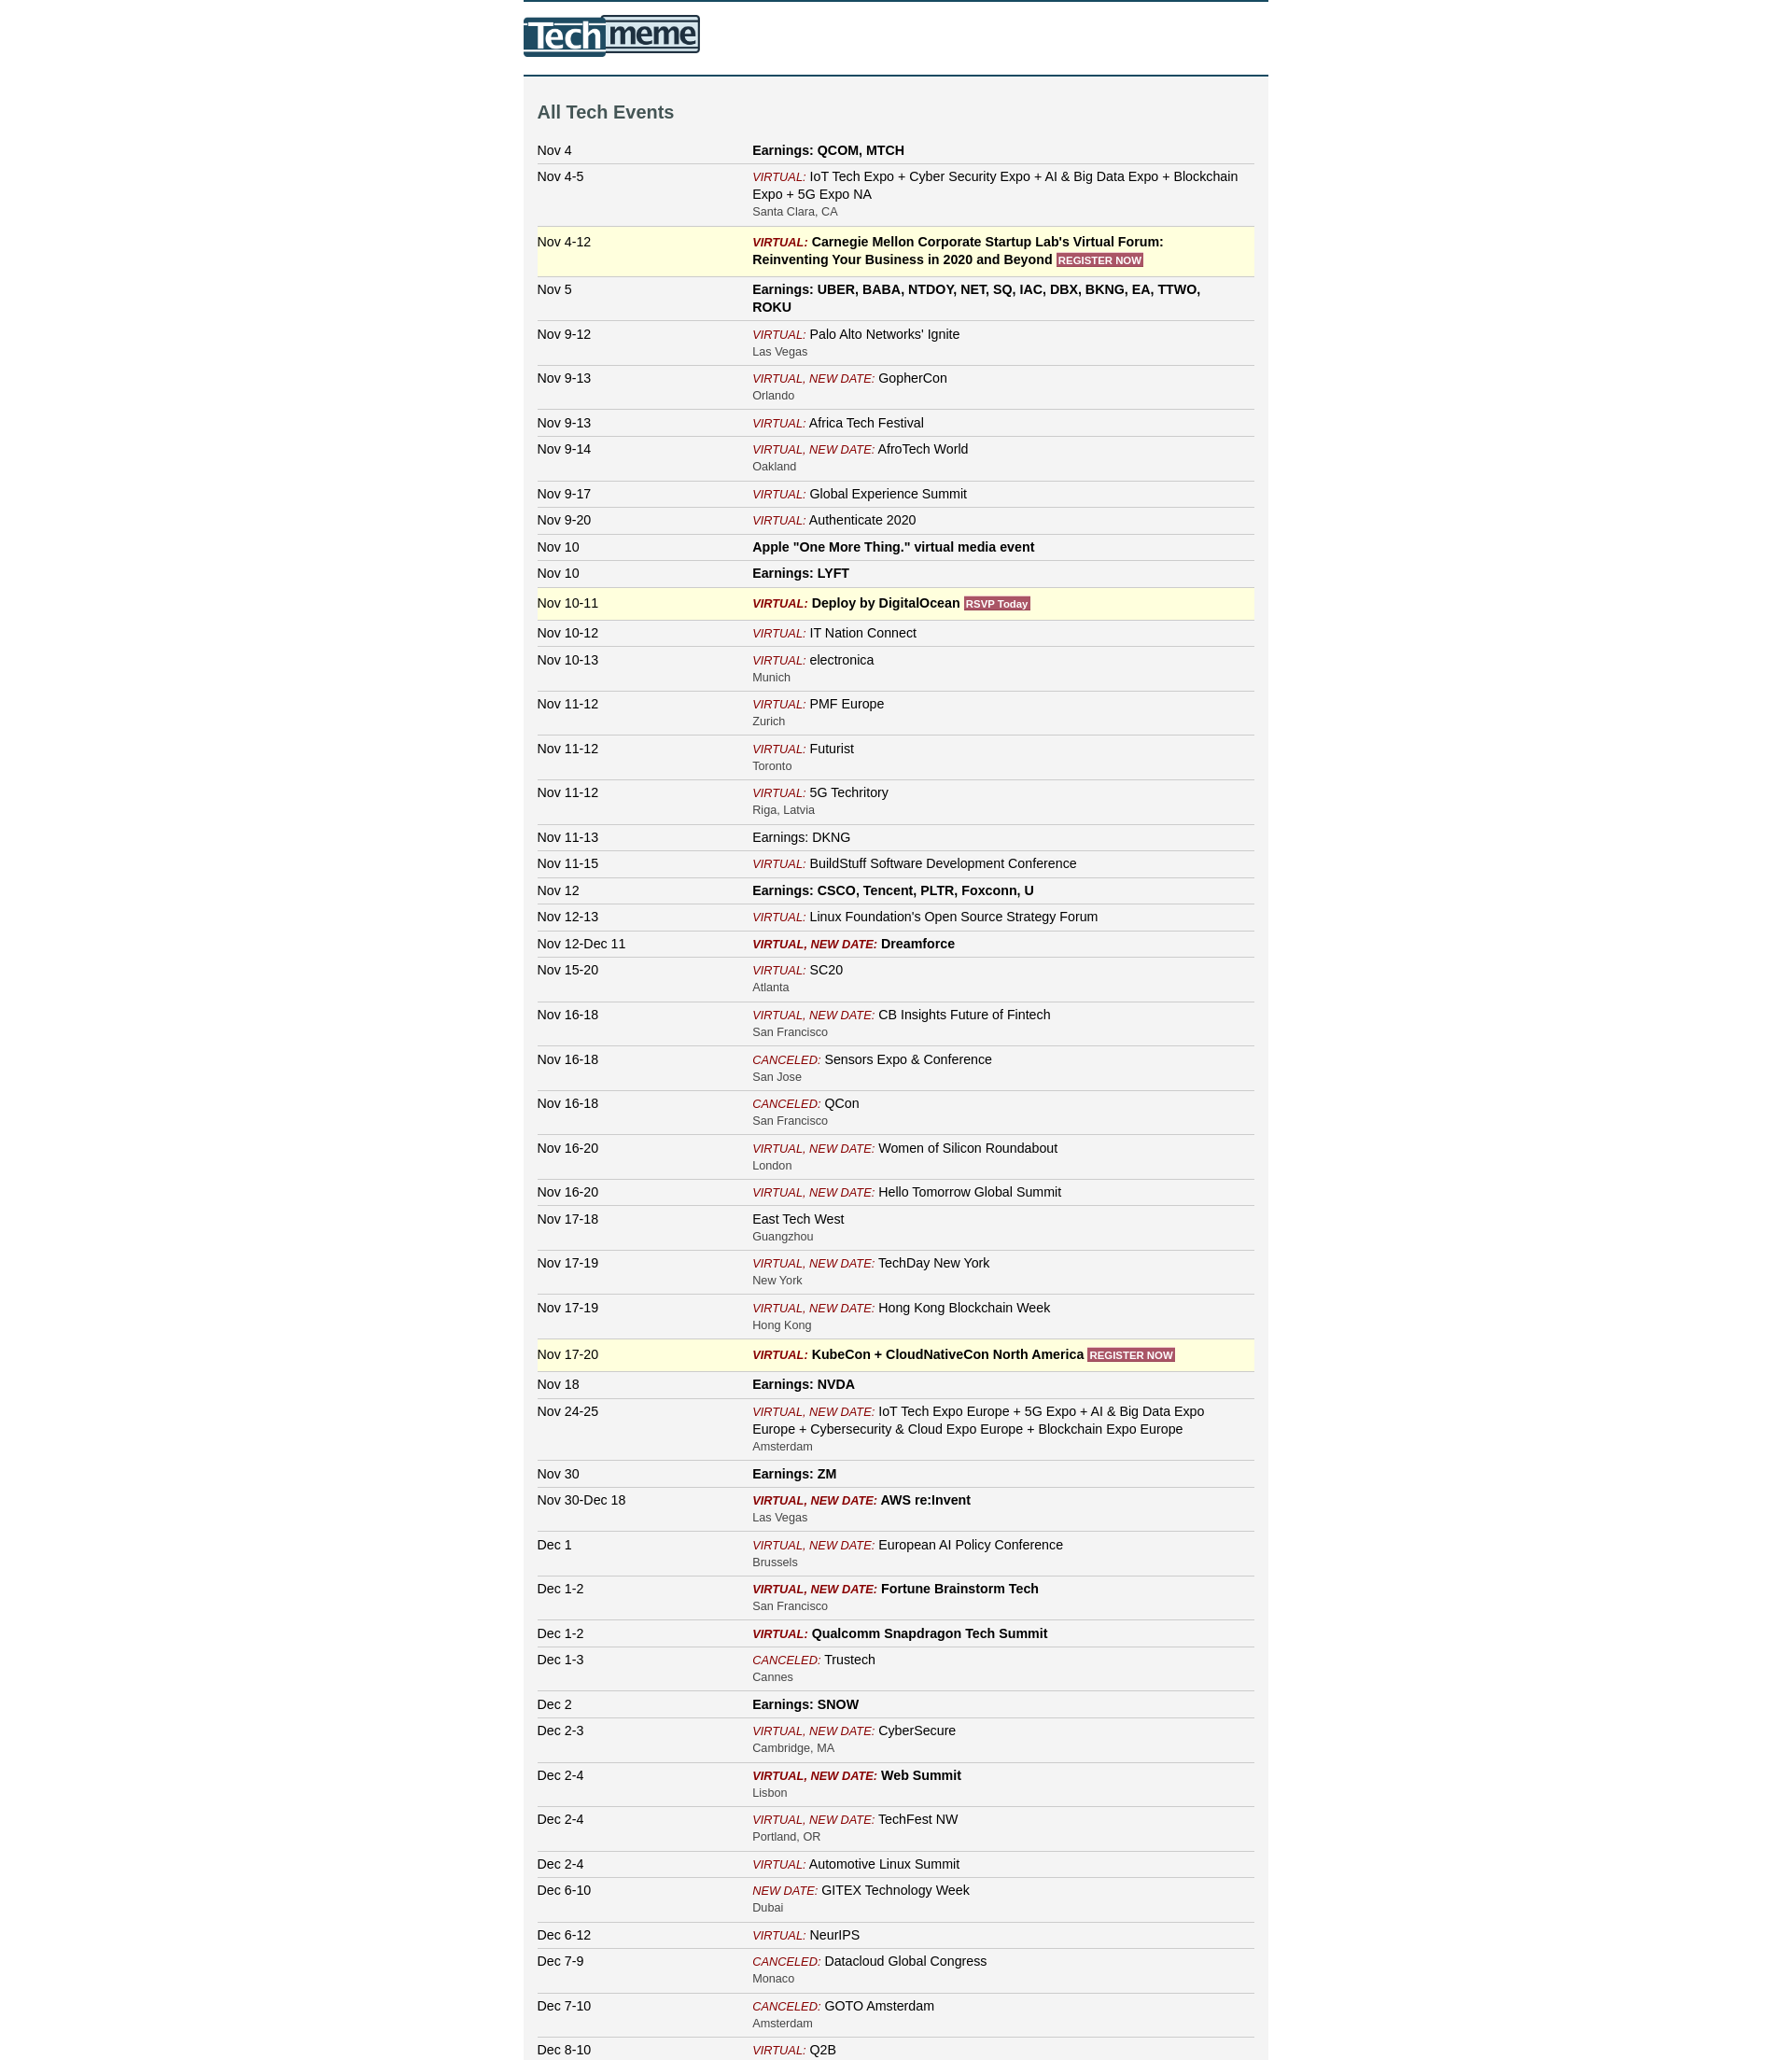 Techmeme
All Tech Events
Nov 4 Earnings: QCOM, MTCH
Nov 4-5 VIRTUAL: IoT Tech Expo + Cyber Security Expo + AI & Big Data Expo + Blockchain
Expo + 5G Expo NA
Santa Clara, CA
Nov 4-12 VIRTUAL: Carnegie Mellon Corporate Startup Lab's Virtual Forum:
Reinventing Your Business in 2020 and Beyond REGISTER NOW
Nov 5 Earnings: UBER, BABA, NTDOY, NET, SQ, IAC, DBX, BKNG, EA, TTWO,
ROKU
Nov 9-12 VIRTUAL: Palo Alto Networks' Ignite
Las Vegas
Nov 9-13 VIRTUAL, NEW DATE: GopherCon
Orlando
Nov 9-13 VIRTUAL: Africa Tech Festival
Nov 9-14 VIRTUAL, NEW DATE: AfroTech World
Oakland
Nov 9-17 VIRTUAL: Global Experience Summit
Nov 9-20 VIRTUAL: Authenticate 2020
Nov 10 Apple "One More Thing." virtual media event
Nov 10 Earnings: LYFT
Nov 10-11 VIRTUAL: Deploy by DigitalOcean RSVP Today
Nov 10-12 VIRTUAL: IT Nation Connect
Nov 10-13 VIRTUAL: electronica
Munich
Nov 11-12 VIRTUAL: PMF Europe
Zurich
Nov 11-12 VIRTUAL: Futurist
Toronto
Nov 11-12 VIRTUAL: 5G Techritory
Riga, Latvia
Nov 11-13 Earnings: DKNG
Nov 11-15 VIRTUAL: BuildStuff Software Development Conference
Nov 12 Earnings: CSCO, Tencent, PLTR, Foxconn, U
Nov 12-13 VIRTUAL: Linux Foundation's Open Source Strategy Forum
Nov 12-Dec 11 VIRTUAL, NEW DATE: Dreamforce
Nov 15-20 VIRTUAL: SC20
Atlanta
Nov 16-18 VIRTUAL, NEW DATE: CB Insights Future of Fintech
San Francisco
Nov 16-18 CANCELED: Sensors Expo & Conference
San Jose
Nov 16-18 CANCELED: QCon
San Francisco
Nov 16-20 VIRTUAL, NEW DATE: Women of Silicon Roundabout
London
Nov 16-20 VIRTUAL, NEW DATE: Hello Tomorrow Global Summit
Nov 17-18 East Tech West
Guangzhou
Nov 17-19 VIRTUAL, NEW DATE: TechDay New York
New York
Nov 17-19 VIRTUAL, NEW DATE: Hong Kong Blockchain Week
Hong Kong
Nov 17-20 VIRTUAL: KubeCon + CloudNativeCon North America REGISTER NOW
Nov 18 Earnings: NVDA
Nov 24-25 VIRTUAL, NEW DATE: IoT Tech Expo Europe + 5G Expo + AI & Big Data Expo
Europe + Cybersecurity & Cloud Expo Europe + Blockchain Expo Europe
Amsterdam
Nov 30 Earnings: ZM
Nov 30-Dec 18 VIRTUAL, NEW DATE: AWS re:Invent
Las Vegas
Dec 1 VIRTUAL, NEW DATE: European AI Policy Conference
Brussels
Dec 1-2 VIRTUAL, NEW DATE: Fortune Brainstorm Tech
San Francisco
Dec 1-2 VIRTUAL: Qualcomm Snapdragon Tech Summit
Dec 1-3 CANCELED: Trustech
Cannes
Dec 2 Earnings: SNOW
Dec 2-3 VIRTUAL, NEW DATE: CyberSecure
Cambridge, MA
Dec 2-4 VIRTUAL, NEW DATE: Web Summit
Lisbon
Dec 2-4 VIRTUAL, NEW DATE: TechFest NW
Portland, OR
Dec 2-4 VIRTUAL: Automotive Linux Summit
Dec 6-10 NEW DATE: GITEX Technology Week
Dubai
Dec 6-12 VIRTUAL: NeurIPS
Dec 7-9 CANCELED: Datacloud Global Congress
Monaco
Dec 7-10 CANCELED: GOTO Amsterdam
Amsterdam
Dec 8-10 VIRTUAL: Q2B